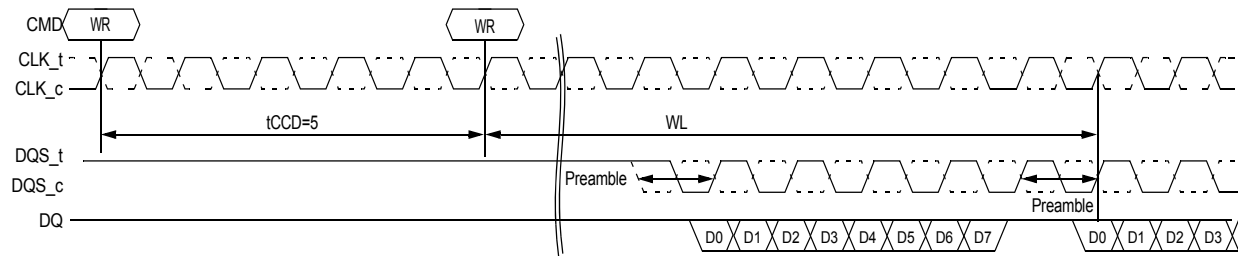 CMD WR WR
CLK_t
CLK_c
tCCD=5 WL
DQS_t
Preamble
DQS_c
Preamble
DQ
D0 D1 D2 D3 D4 D5 D6 D7 D0 D1 D2 D3